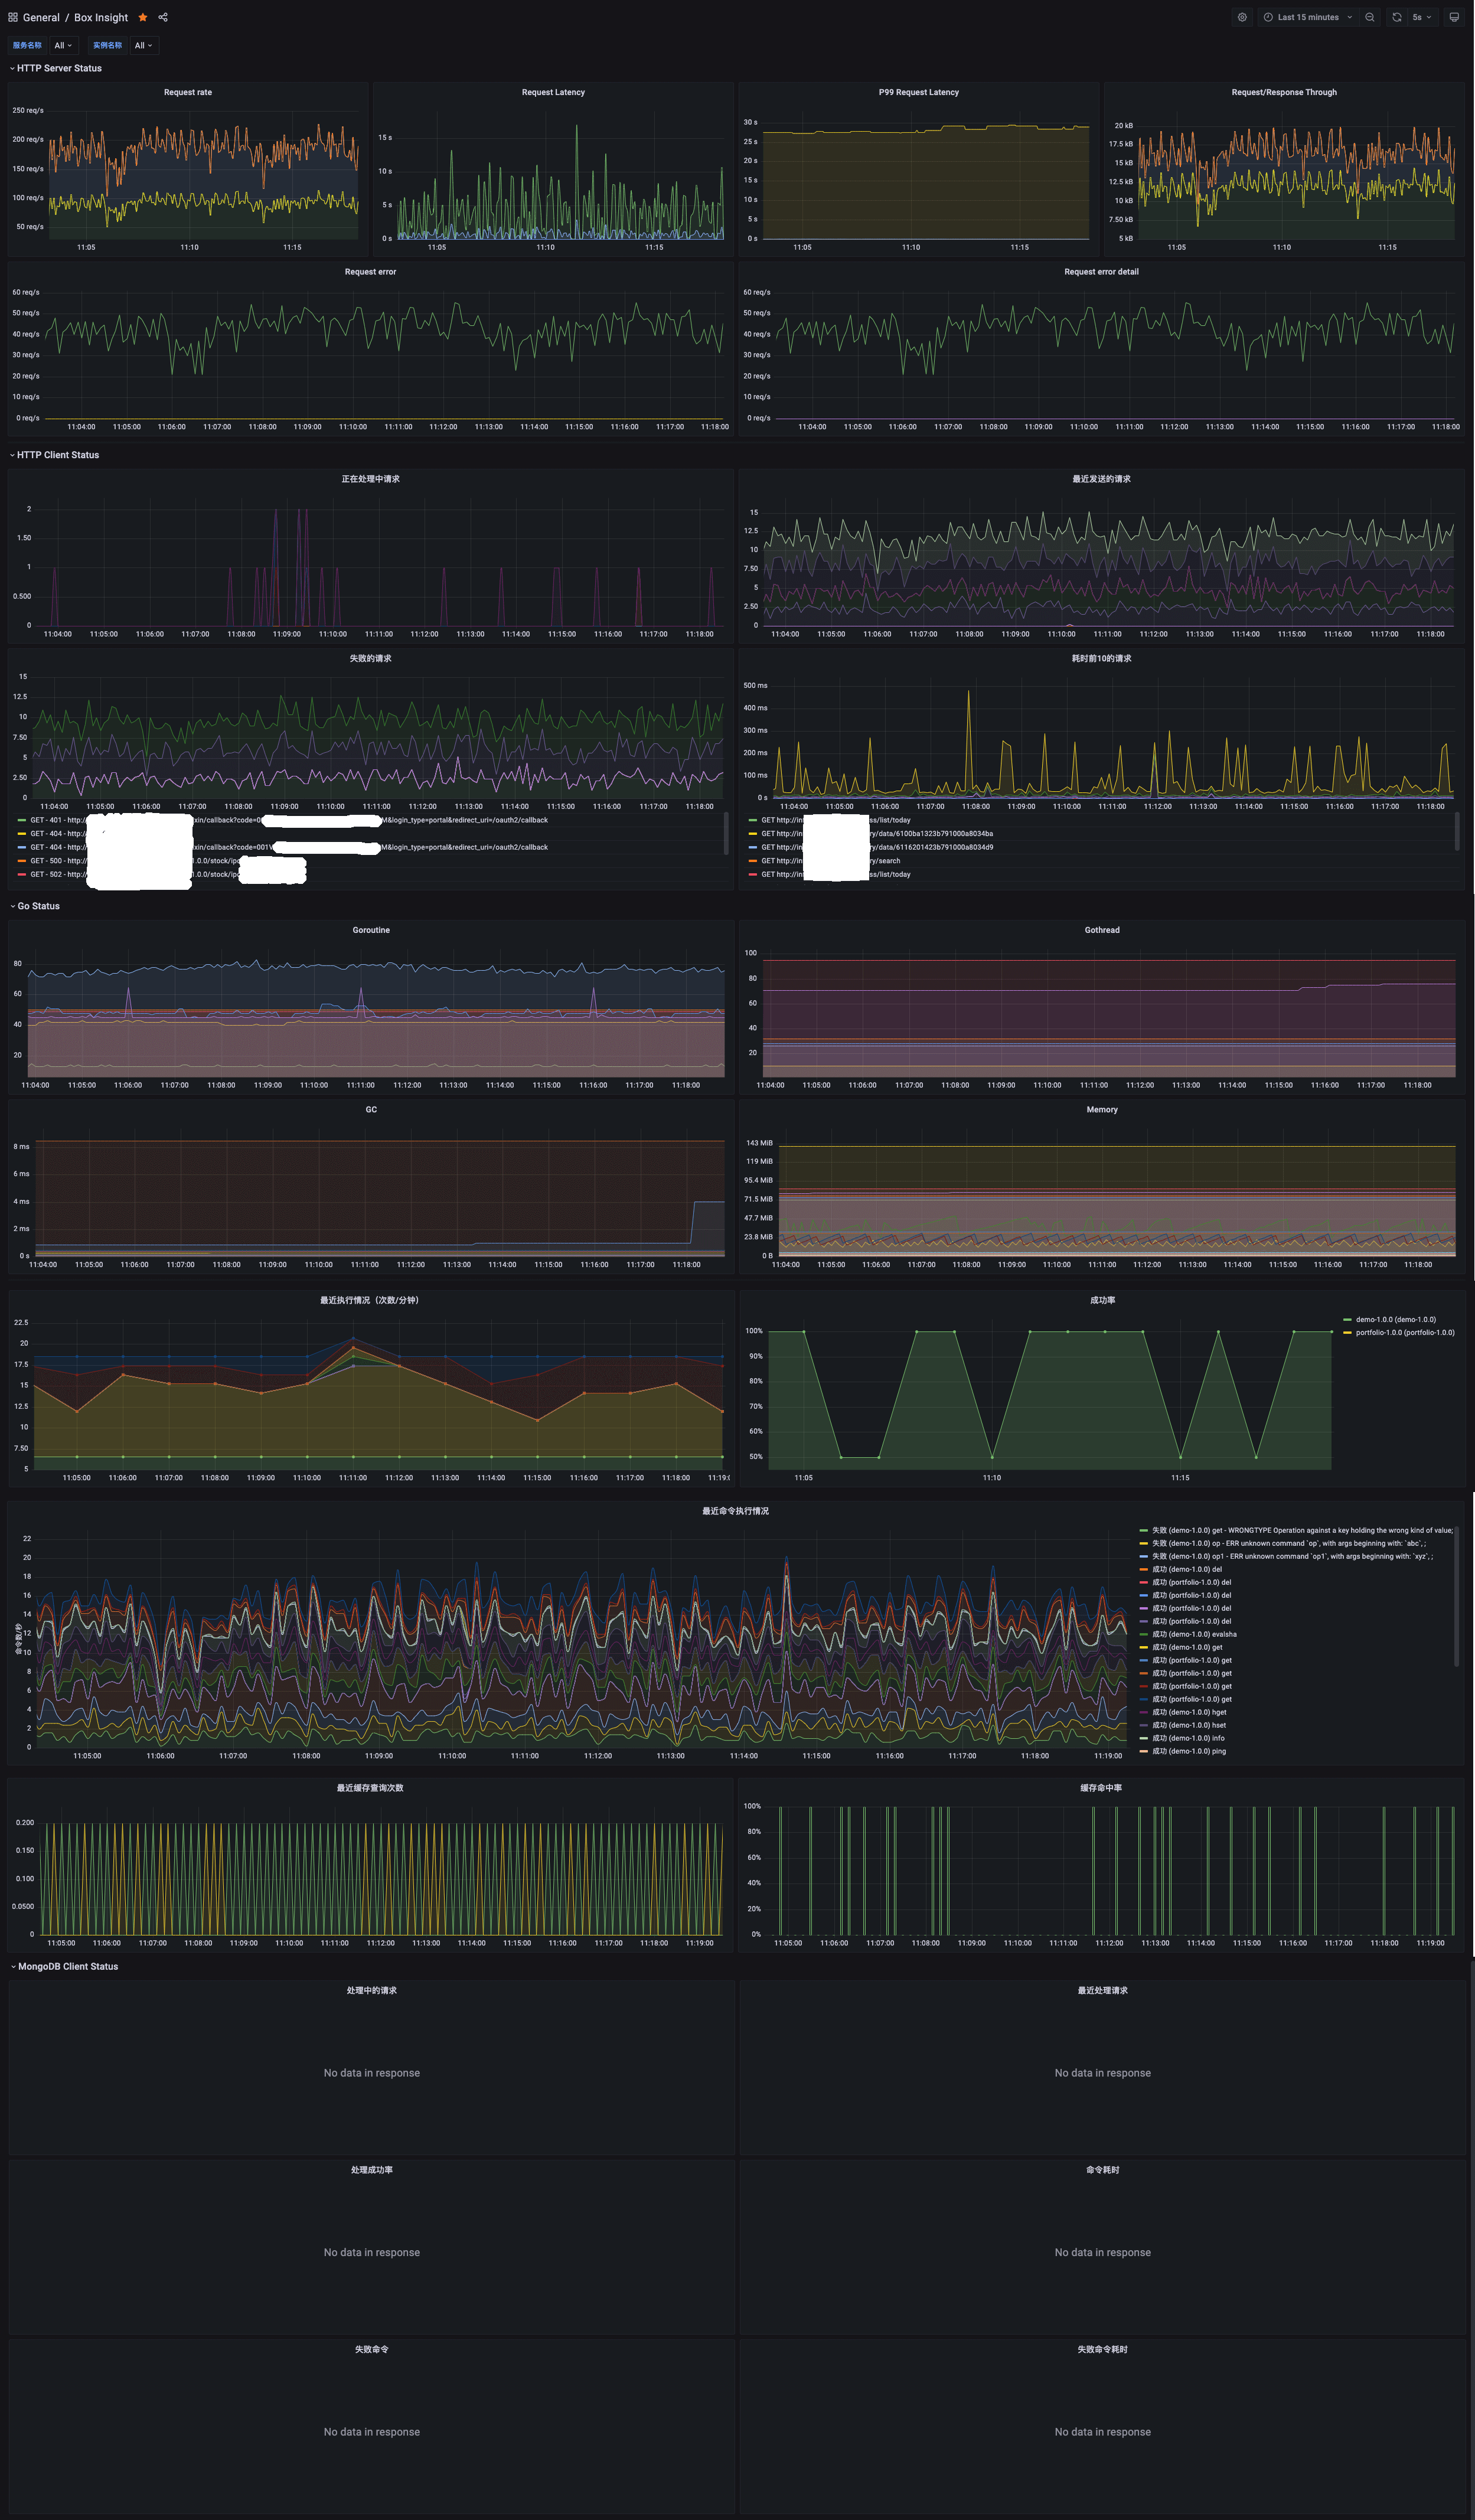 General / Box Insight
Last 15 minutes
5s
服务名称 All 实例名称 All
HTTP Server Status
Request rate
250 req/s
200 req/s
150 req/s
100 req/s
50 req/s
11:05 11:10 11:15
Request Latency
15 s
10 s
5 s
0 s
11:05 11:10 11:15
P99 Request Latency
30 s
25 s
20 s
15 s
10 s
5 s
0 s
11:05 11:10 11:15
Request/Response Through
20 kB
17.5 kB
15 kB
12.5 kB
10 kB
7.50 kB
5 kB
11:05 11:10 11:15
Request error
60 req/s
50 req/s
40 req/s
30 req/s
20 req/s
10 req/s
0 req/s
11:04:00 11:05:00 11:06:00 11:07:00 11:08:00 11:09:00 11:10:00 11:11:00 11:12:00 11:13:00 11:14:00 11:15:00 11:16:00 11:17:00 11:18:00
Request error detail
60 req/s
50 req/s
40 req/s
30 req/s
20 req/s
10 req/s
0 req/s
11:04:00 11:05:00 11:06:00 11:07:00 11:08:00 11:09:00 11:10:00 11:11:00 11:12:00 11:13:00 11:14:00 11:15:00 11:16:00 11:17:00 11:18:00
HTTP Client Status
正在处理中请求
2
1.50
1
0.500
0
11:04:00 11:05:00 11:06:00 11:07:00 11:08:00 11:09:00 11:10:00 11:11:00 11:12:00 11:13:00 11:14:00 11:15:00 11:16:00 11:17:00 11:18:00
最近发送的请求
15
12.5
10
7.50
5
2.50
0
11:04:00 11:05:00 11:06:00 11:07:00 11:08:00 11:09:00 11:10:00 11:11:00 11:12:00 11:13:00 11:14:00 11:15:00 11:16:00 11:17:00 11:18:00
失败的请求
15
12.5
10
7.50
5
2.50
0
11:04:00 11:05:00 11:06:00 11:07:00 11:08:00 11:09:00 11:10:00 11:11:00 11:12:00 11:13:00 11:14:00 11:15:00 11:16:00 11:17:00 11:18:00
GET - 401 - http:/ xin/callback?code=0 M&login_type=portal&redirect_uri=/oauth2/callback
GET - 404 - http:/
GET - 404 - http:/ xin/callback?code=001V M&login_type=portal&redirect_uri=/oauth2/callback
GET - 500 - http:/ 1.0.0/stock/ip
GET - 502 - http:/ 1.0.0/stock/ip
耗时前10的请求
500 ms
400 ms
300 ms
200 ms
100 ms
0 s
11:04:00 11:05:00 11:06:00 11:07:00 11:08:00 11:09:00 11:10:00 11:11:00 11:12:00 11:13:00 11:14:00 11:15:00 11:16:00 11:17:00 11:18:00
GET http://in ss/list/today
GET http://in y/data/6100ba1323b791000a8034ba
GET http://in y/data/6116201423b791000a8034d9
GET http://in y/search
GET http://in ss/list/today
Go Status
Goroutine
80
60
40
20
11:04:00 11:05:00 11:06:00 11:07:00 11:08:00 11:09:00 11:10:00 11:11:00 11:12:00 11:13:00 11:14:00 11:15:00 11:16:00 11:17:00 11:18:00
Gothread
100
80
60
40
20
11:04:00 11:05:00 11:06:00 11:07:00 11:08:00 11:09:00 11:10:00 11:11:00 11:12:00 11:13:00 11:14:00 11:15:00 11:16:00 11:17:00 11:18:00
GC
8 ms
6 ms
4 ms
2 ms
0 s
11:04:00 11:05:00 11:06:00 11:07:00 11:08:00 11:09:00 11:10:00 11:11:00 11:12:00 11:13:00 11:14:00 11:15:00 11:16:00 11:17:00 11:18:00
Memory
143 MiB
119 MiB
95.4 MiB
71.5 MiB
47.7 MiB
23.8 MiB
0 B
11:04:00 11:05:00 11:06:00 11:07:00 11:08:00 11:09:00 11:10:00 11:11:00 11:12:00 11:13:00 11:14:00 11:15:00 11:16:00 11:17:00 11:18:00
最近执行情况（次数/分钟）
22.5
20
17.5
15
12.5
10
7.50
5
11:05:00 11:06:00 11:07:00 11:08:00 11:09:00 11:10:00 11:11:00 11:12:00 11:13:00 11:14:00 11:15:00 11:16:00 11:17:00 11:18:00 11:19:0
成功率
100%
90%
80%
70%
60%
50%
11:05 11:10 11:15
demo-1.0.0 (demo-1.0.0)
portfolio-1.0.0 (portfolio-1.0.0)
最近命令执行情况
命令数/秒
22
20
18
16
14
12
10
8
6
4
2
0
11:05:00 11:06:00 11:07:00 11:08:00 11:09:00 11:10:00 11:11:00 11:12:00 11:13:00 11:14:00 11:15:00 11:16:00 11:17:00 11:18:00 11:19:00
失败 (demo-1.0.0) get - WRONGTYPE Operation against a key holding the wrong kind of value;
失败 (demo-1.0.0) op - ERR unknown command `op`, with args beginning with: `abc`, ;
失败 (demo-1.0.0) op1 - ERR unknown command `op1`, with args beginning with: `xyz`, ;
成功 (demo-1.0.0) del
成功 (portfolio-1.0.0) del
成功 (portfolio-1.0.0) del
成功 (portfolio-1.0.0) del
成功 (portfolio-1.0.0) del
成功 (demo-1.0.0) evalsha
成功 (demo-1.0.0) get
成功 (portfolio-1.0.0) get
成功 (portfolio-1.0.0) get
成功 (portfolio-1.0.0) get
成功 (portfolio-1.0.0) get
成功 (demo-1.0.0) hget
成功 (demo-1.0.0) hset
成功 (demo-1.0.0) info
成功 (demo-1.0.0) ping
最近缓存查询次数
0.200
0.150
0.100
0.0500
0
11:05:00 11:06:00 11:07:00 11:08:00 11:09:00 11:10:00 11:11:00 11:12:00 11:13:00 11:14:00 11:15:00 11:16:00 11:17:00 11:18:00 11:19:00
缓存命中率
100%
80%
60%
40%
20%
0%
11:05:00 11:06:00 11:07:00 11:08:00 11:09:00 11:10:00 11:11:00 11:12:00 11:13:00 11:14:00 11:15:00 11:16:00 11:17:00 11:18:00 11:19:00
MongoDB Client Status
处理中的请求
No data in response
最近处理请求
No data in response
处理成功率
No data in response
命令耗时
No data in response
失败命令
No data in response
失败命令耗时
No data in response